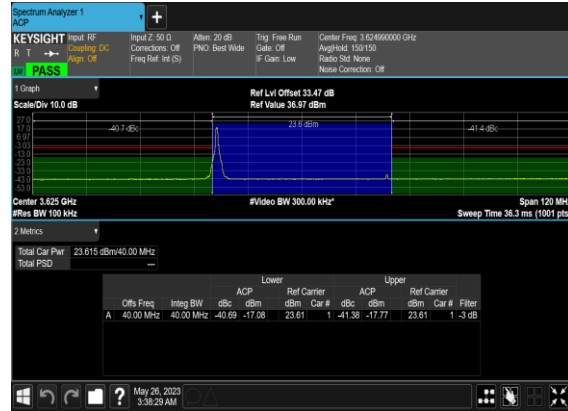 Spectrum Analyzer 1
ACP
+
KEYSIGHT Input: RF Input Z: 50 Ω Atten: 20 dB Trig: Free Run Center Freq: 3.624990000 GHz
R T Coupling: DC Corrections: Off PNO: Best Wide Gate: Off Avg|Hold: 150/150
Align: Off Freq Ref: Int (S) IF Gain: Low Radio Std: None
PASS Noise Correction: Off
1 Graph
Ref Lvl Offset 33.47 dB
Scale/Div 10.0 dB Ref Value 36.97 dBm
27.0
17.0 -40.7 dBc 23.6 dBm -41.4 dBc
6.97
-3.03
-13.0
-23.0
-33.0
-43.0
-53.0
Center 3.625 GHz #Video BW 300.00 kHz* Span 120 MHz
#Res BW 100 kHz Sweep Time 36.3 ms (1001 pts
2 Metrics
Total Car Pwr 23.615 dBm/40.00 MHz
Total PSD ---
Lower Upper
ACP Ref Carrier ACP Ref Carrier
Offs Freq Integ BW dBc dBm dBm Car # dBc dBm dBm Car # Filter
A 40.00 MHz 40.00 MHz -40.69 -17.08 23.61 1 -41.38 -17.77 23.61 1 -3 dB
? May 26, 2023
3:38:29 AM